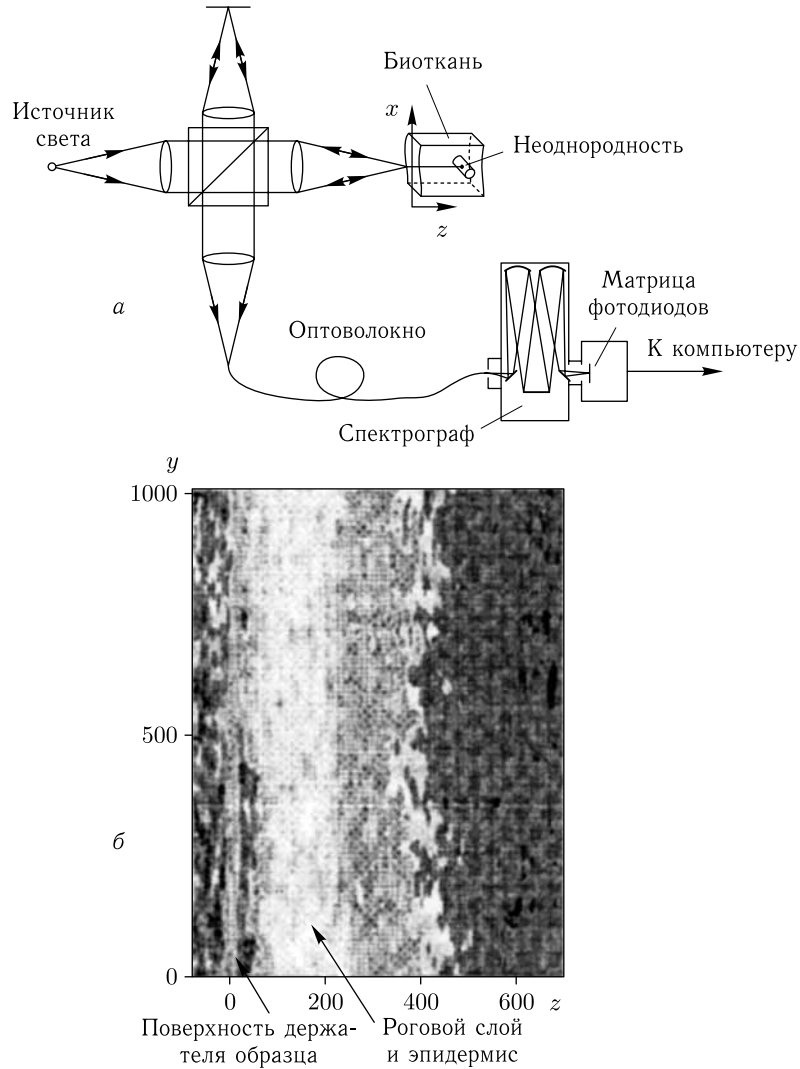 Источник
света
Биоткань
x
Неоднородность
z
а
Оптоволокно
Матрица
фотодиодов
К компьютеру
Спектрограф
y
1000
500
б
0
0 200 400 600 z
Поверхность держа-
теля образца
Роговой слой
и эпидермис